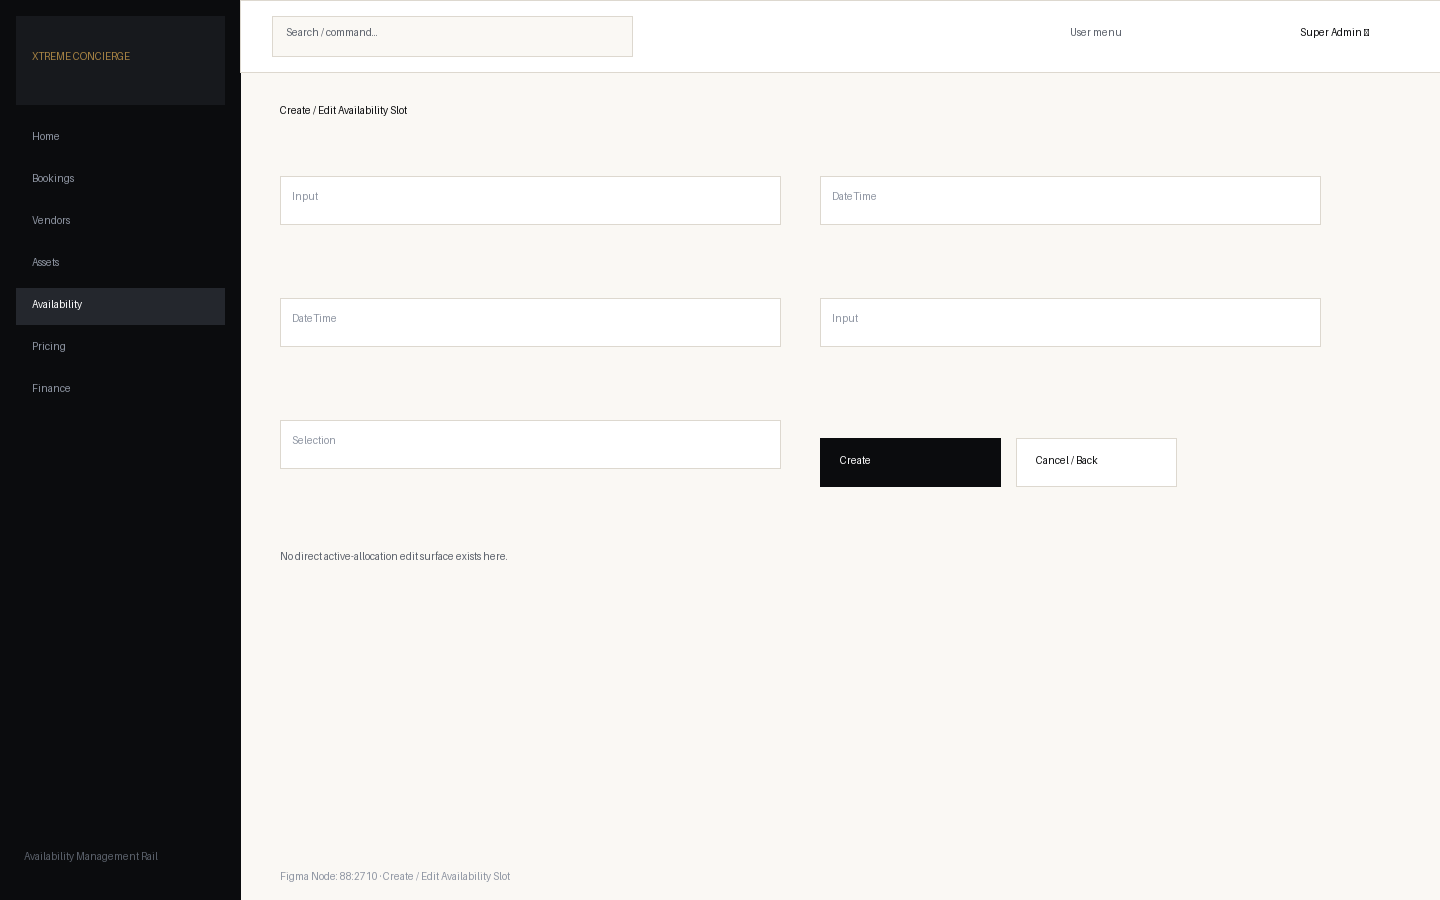 XTREME CONCIERGE
Home
Bookings
Vendors
Assets
Availability
Pricing
Finance
Availability Management Rail
Search / command…
User menu
Super Admin
Create / Edit Availability Slot
Input
DateTime
DateTime
Input
Selection
Create
Cancel / Back
No direct active-allocation edit surface exists here.
Figma Node: 88:2710 · Create / Edit Availability Slot